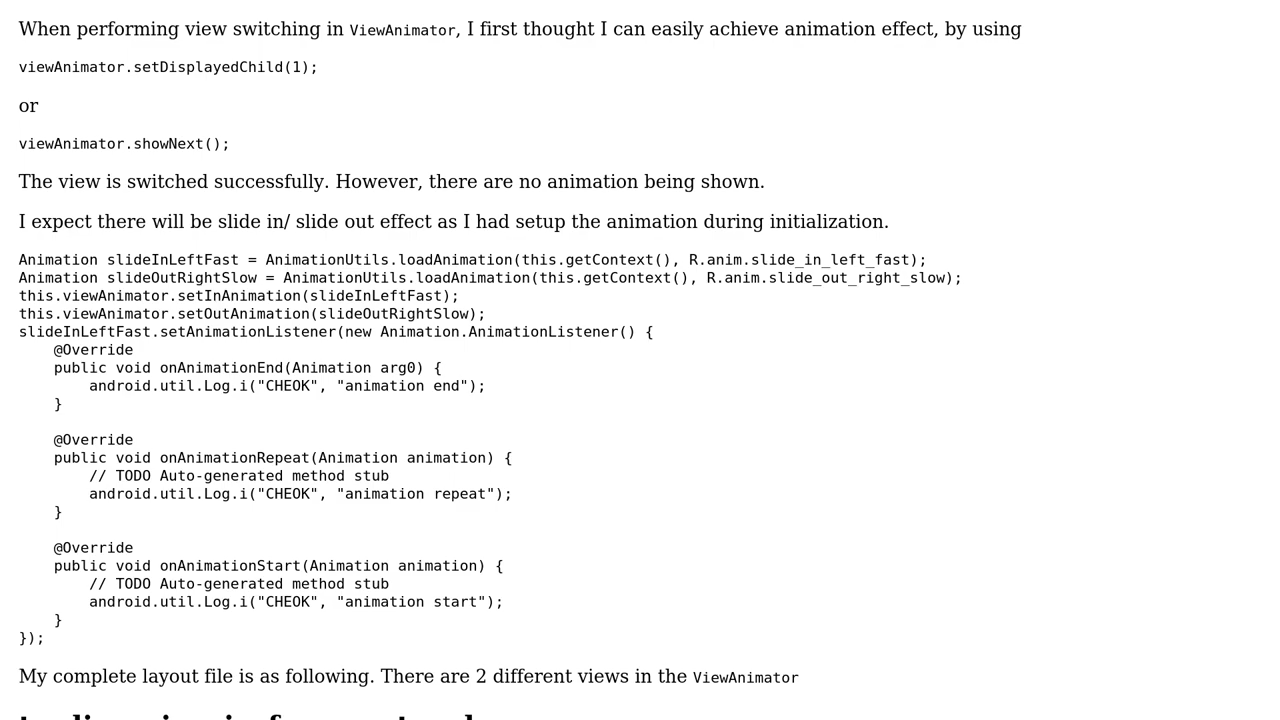 When performing view switching in ViewAnimator, I first thought I can easily achieve animation effect, by using
viewAnimator.setDisplayedChild(1);
or
viewAnimator.showNext();
The view is switched successfully. However, there are no animation being shown.
I expect there will be slide in/ slide out effect as I had setup the animation during initialization.
Animation slideInLeftFast = AnimationUtils.loadAnimation(this.getContext(), R.anim.slide_in_left_fast);
Animation slideOutRightSlow = AnimationUtils.loadAnimation(this.getContext(), R.anim.slide_out_right_slow);
this.viewAnimator.setInAnimation(slideInLeftFast);
this.viewAnimator.setOutAnimation(slideOutRightSlow);
slideInLeftFast.setAnimationListener(new Animation.AnimationListener() {
    @Override
    public void onAnimationEnd(Animation arg0) {
        android.util.Log.i("CHEOK", "animation end");
    }
    @Override
    public void onAnimationRepeat(Animation animation) {
        // TODO Auto-generated method stub
        android.util.Log.i("CHEOK", "animation repeat");
    }
    @Override
    public void onAnimationStart(Animation animation) {
        // TODO Auto-generated method stub
        android.util.Log.i("CHEOK", "animation start");
    }
});
My complete layout file is as following. There are 2 different views in the ViewAnimator